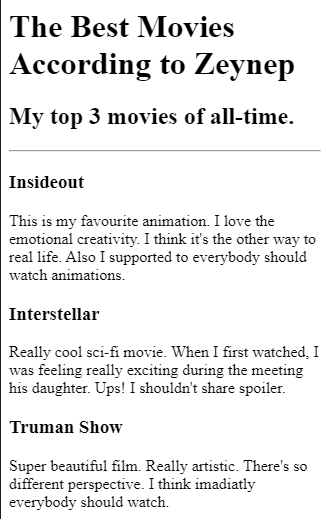 The Best Movies
According to Zeynep
My top 3 movies of all-time.
Insideout
This is my favourite animation. I love the
emotional creativity. I think it's the other way to
real life. Also I supported to everybody should
watch animations.
Interstellar
Really cool sci-fi movie. When I first watched, I
was feeling really exciting during the meeting
his daughter. Ups! I shouldn't share spoiler.
Truman Show
Super beautiful film. Really artistic. There's so
different perspective. I think imadiatly
everybody should watch.